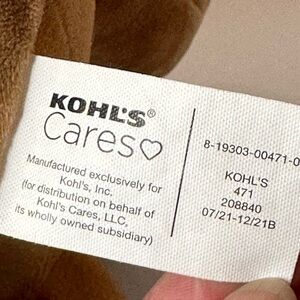 KOHL'S®
Cares♡
Manufactured exclusively for
Kohl's, Inc.
(for distribution on behalf of
Kohl's Cares, LLC,
its wholly owned subsidiary)
8-19303-00471-0
KOHL'S
471
208840
07/21-12/21B